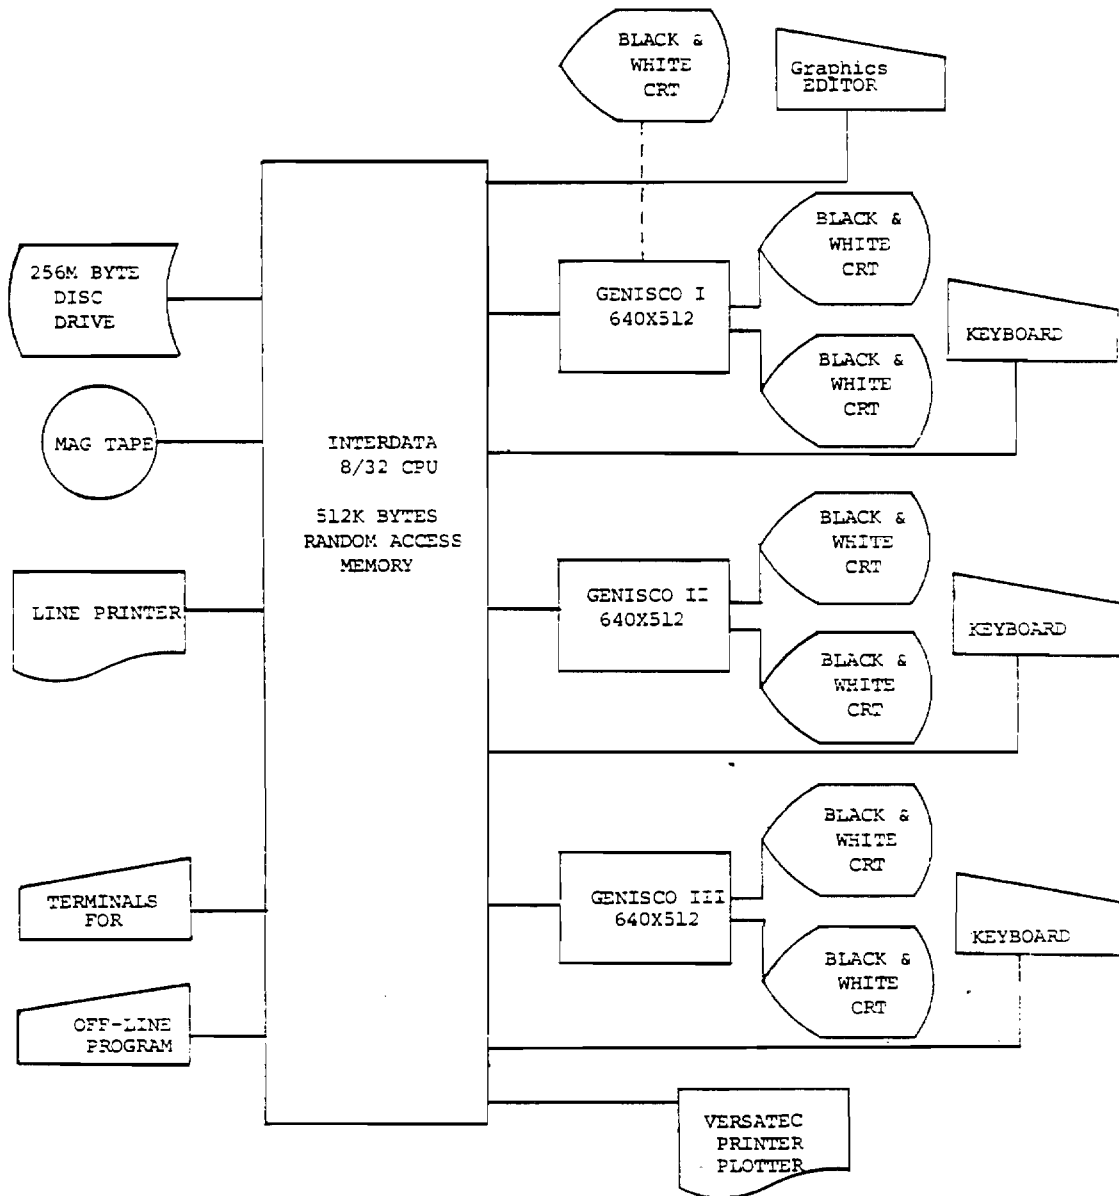 BLACK &
WHITE
CRT
Graphics
EDITOR
256M BYTE
DISC
DRIVE
MAG TAPE
LINE PRINTER
TERMINALS
FOR
OFF-LINE
PROGRAM
INTERDATA
8/32 CPU
512K BYTES
RANDOM ACCESS
MEMORY
GENISCO I
640X512
BLACK &
WHITE
CRT
BLACK &
WHITE
CRT
KEYBOARD
GENISCO II
640X512
BLACK &
WHITE
CRT
BLACK &
WHITE
CRT
KEYBOARD
GENISCO III
640X512
BLACK &
WHITE
CRT
BLACK &
WHITE
CRT
KEYBOARD
VERSATEC
PRINTER
PLOTTER